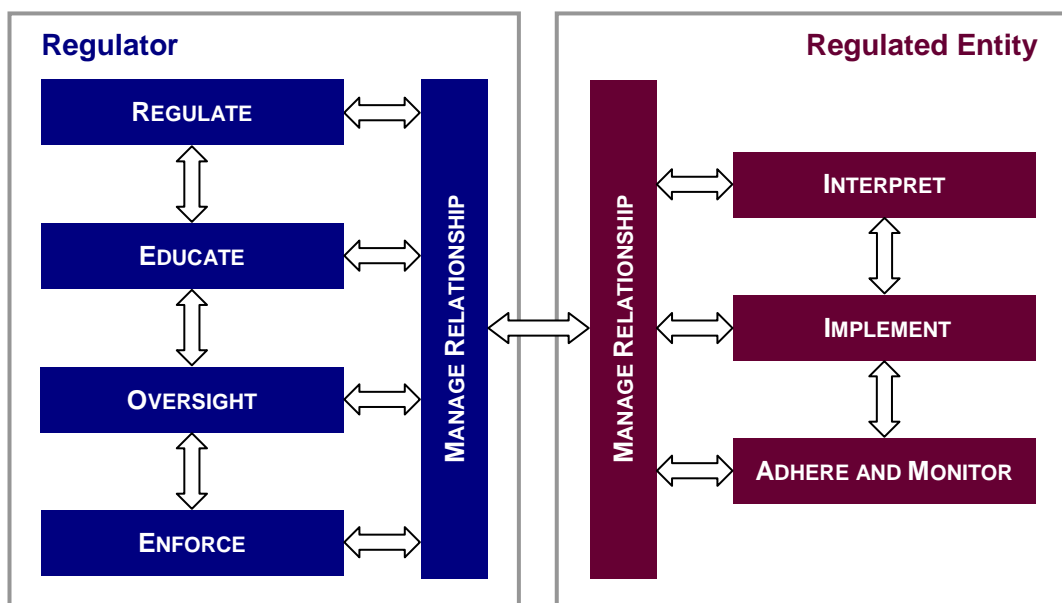 Regulator
REGULATE
EDUCATE
OVERSIGHT
ENFORCE
MANAGE RELATIONSHIP
Regulated Entity
MANAGE RELATIONSHIP
INTERPRET
IMPLEMENT
ADHERE AND MONITOR